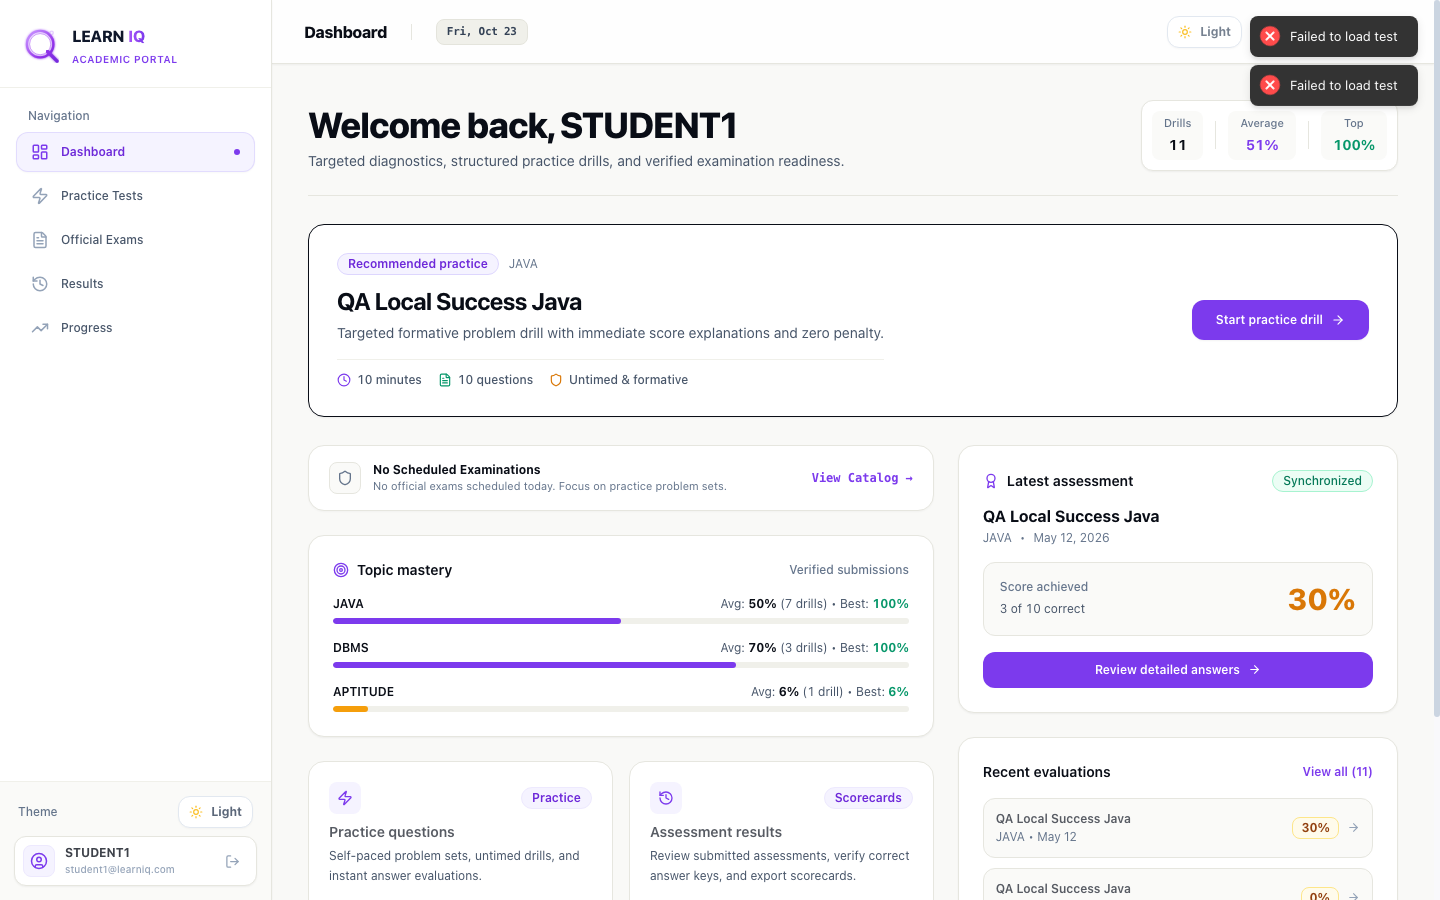 LEARN IQ
ACADEMIC PORTAL
Navigation
Dashboard
Practice Tests
Official Exams
Results
Progress
Theme
Light
STUDENT1
student1@learniq.com
Dashboard
Fri, Oct 23
Light
Failed to load test
Failed to load test
Welcome back, STUDENT1
Targeted diagnostics, structured practice drills, and verified examination readiness.
Drills
11
Average
51%
Top
100%
Recommended practice
JAVA
QA Local Success Java
Targeted formative problem drill with immediate score explanations and zero penalty.
10 minutes
10 questions
Untimed & formative
Start practice drill →
No Scheduled Examinations
No official exams scheduled today. Focus on practice problem sets.
View Catalog →
Topic mastery
Verified submissions
JAVA
Avg: 50% (7 drills) • Best: 100%
DBMS
Avg: 70% (3 drills) • Best: 100%
APTITUDE
Avg: 6% (1 drill) • Best: 6%
Practice
Practice questions
Self-paced problem sets, untimed drills, and
instant answer evaluations.
Scorecards
Assessment results
Review submitted assessments, verify correct
answer keys, and export scorecards.
Latest assessment
Synchronized
QA Local Success Java
JAVA • May 12, 2026
Score achieved
3 of 10 correct
30%
Review detailed answers →
Recent evaluations
View all (11)
QA Local Success Java
JAVA • May 12
30% →
QA Local Success Java
0% →